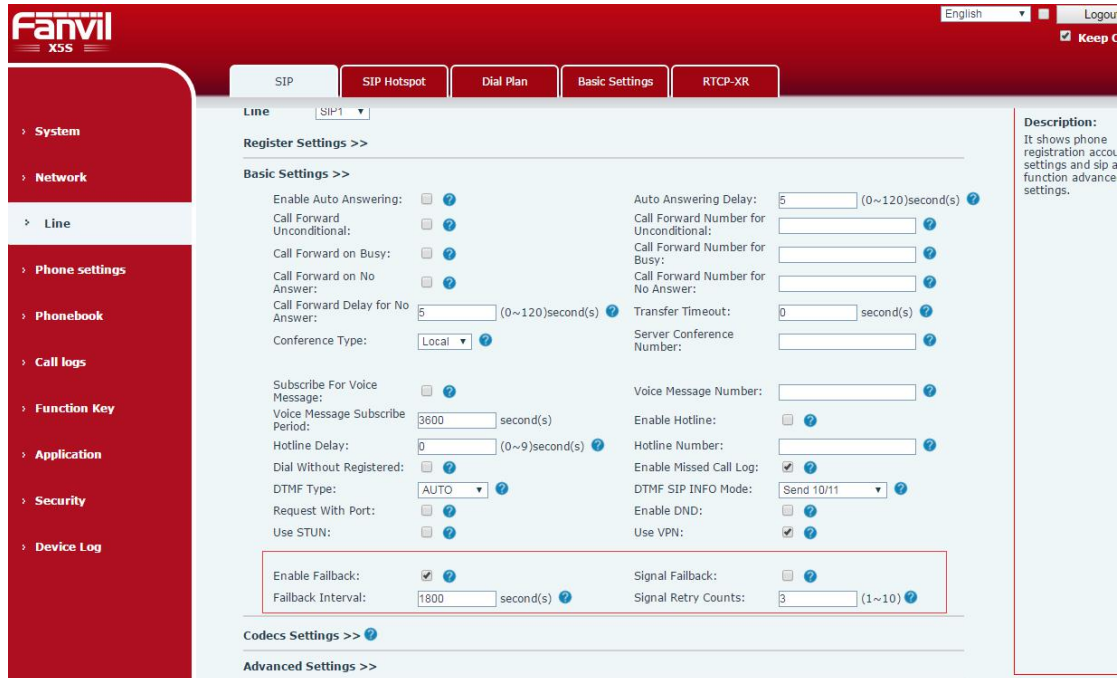 Fanvil
X5S
English
Logout
Keep O
SIP
SIP Hotspot
Dial Plan
Basic Settings
RTCP-XR
System
Network
Line
Phone settings
Phonebook
Call logs
Function Key
Application
Security
Device Log
Line SIP1
Register Settings >>
Basic Settings >>
Enable Auto Answering: Auto Answering Delay: 5 (0~120)second(s)
Call Forward Unconditional: Call Forward Number for Unconditional:
Call Forward on Busy: Call Forward Number for Busy:
Call Forward on No Answer: Call Forward Number for No Answer:
Call Forward Delay for No Answer: 5 (0~120)second(s) Transfer Timeout: 0 second(s)
Conference Type: Local Server Conference Number:
Subscribe For Voice Message: Voice Message Number:
Voice Message Subscribe Period: 3600 second(s) Enable Hotline:
Hotline Delay: 0 (0~9)second(s) Hotline Number:
Dial Without Registered: Enable Missed Call Log:
DTMF Type: AUTO DTMF SIP INFO Mode: Send 10/11
Request With Port: Enable DND:
Use STUN: Use VPN:
Enable Failback: Signal Failback:
Failback Interval: 1800 second(s) Signal Retry Counts: 3 (1~10)
Codecs Settings >>
Advanced Settings >>
Description:
It shows phone
registration accou
settings and sip a
function advance
settings.